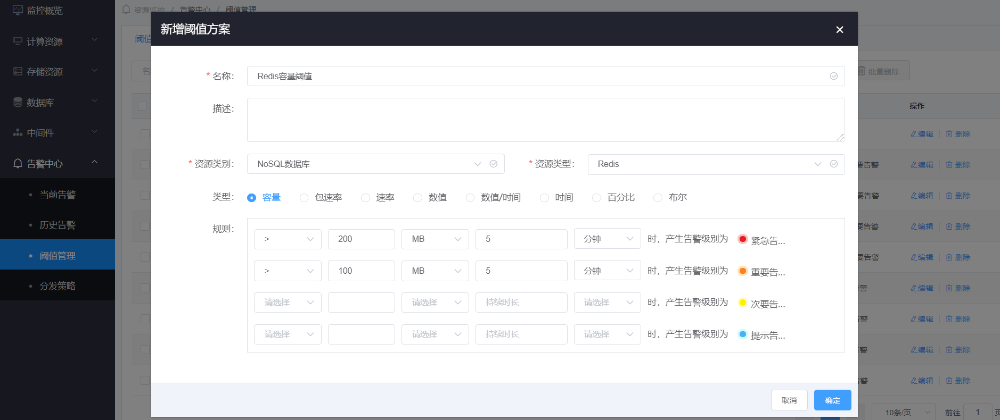 监控概览
计算资源
存储资源
数据库
中间件
告警中心
当前告警
历史告警
阈值管理
分发策略
资源监控 / 告警中心 / 阈值管理
阈值
批量删除
操作
编辑 删除
编辑 删除
要告警
编辑 删除
要告警
编辑 删除
要告警
编辑 删除
要告警
编辑 删除
告警
编辑 删除
告警
编辑 删除
告警
编辑 删除
告警
10条/页 前往 1 页
新增阈值方案
* 名称: Redis容量阈值
描述:
* 资源类别: NoSQL数据库 * 资源类型: Redis
类型: 容量 包速率 速率 数值 数值/时间 时间 百分比 布尔
规则:
> 200 MB 5 分钟 时，产生告警级别为 紧急告...
> 100 MB 5 分钟 时，产生告警级别为 重要告...
请选择 请选择 持续时长 请选择 时，产生告警级别为 次要告...
请选择 请选择 持续时长 请选择 时，产生告警级别为 提示告...
取消 确定